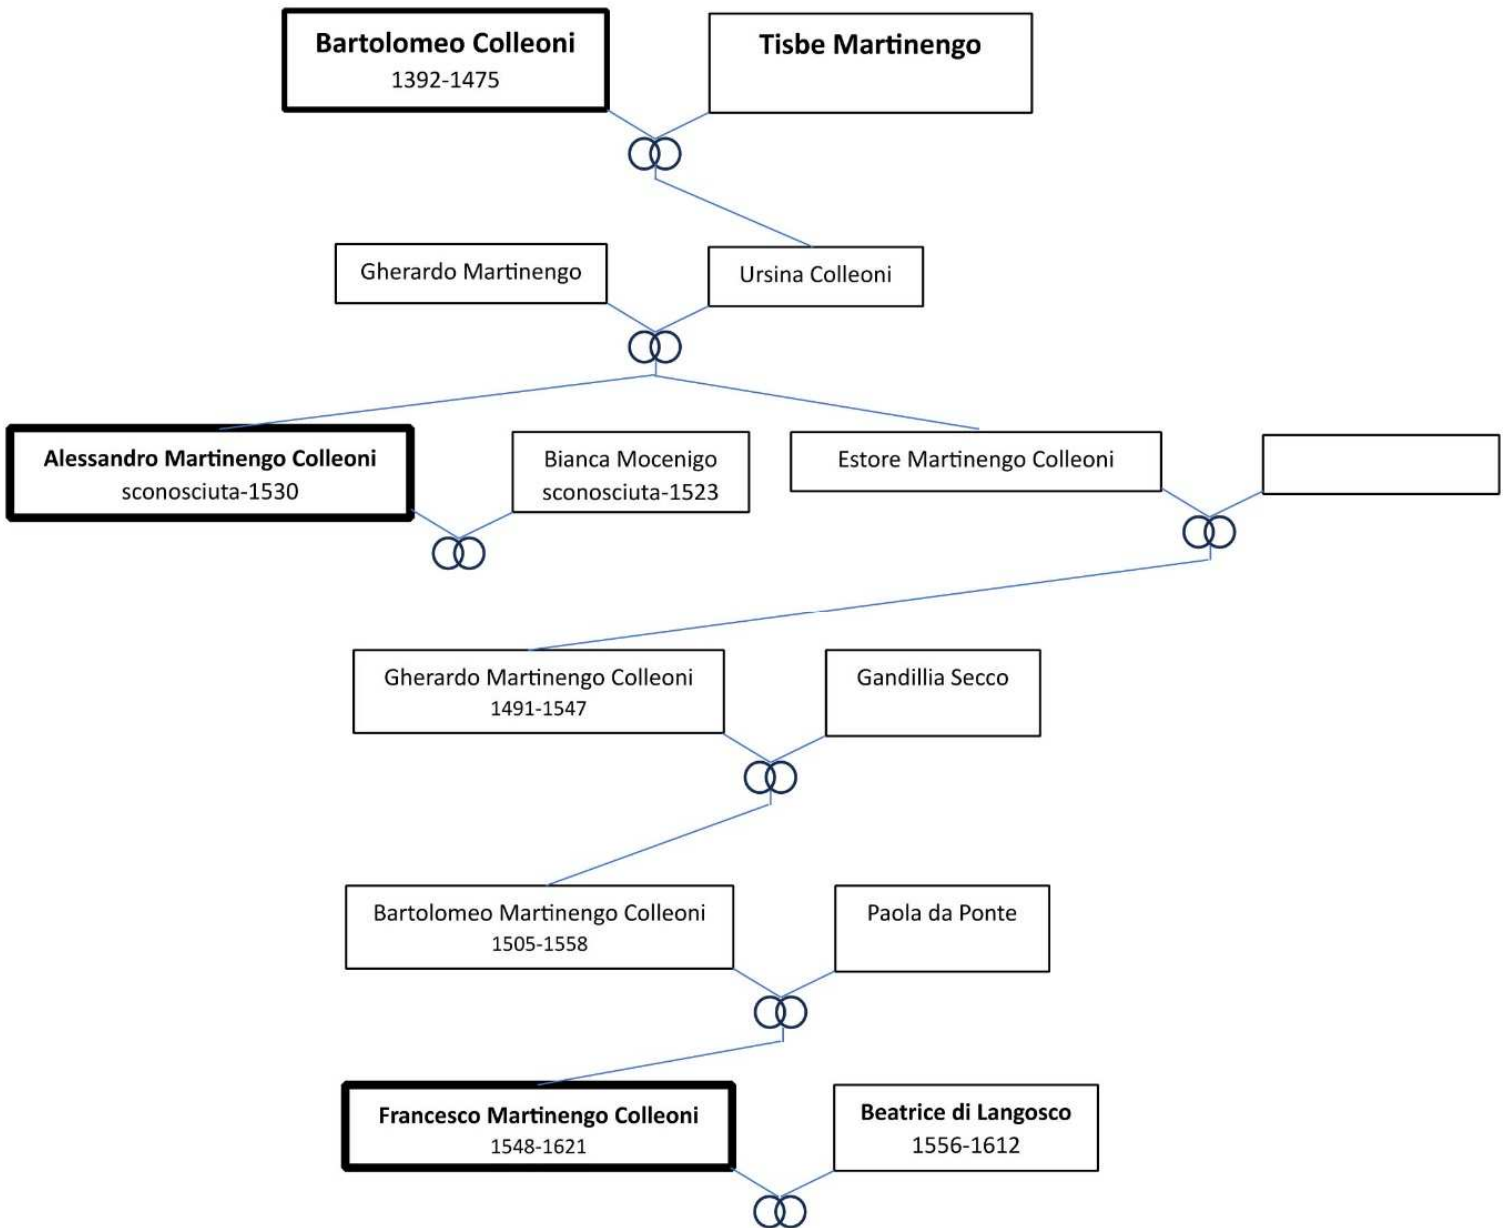 Bartolomeo Colleoni
1392-1475
Tisbe Martinengo
Gherardo Martinengo
Ursina Colleoni
Alessandro Martinengo Colleoni
sconosciuta-1530
Bianca Mocenigo
sconosciuta-1523
Estore Martinengo Colleoni
Gherardo Martinengo Colleoni
1491-1547
Gandillia Secco
Bartolomeo Martinengo Colleoni
1505-1558
Paola da Ponte
Francesco Martinengo Colleoni
1548-1621
Beatrice di Langosco
1556-1612